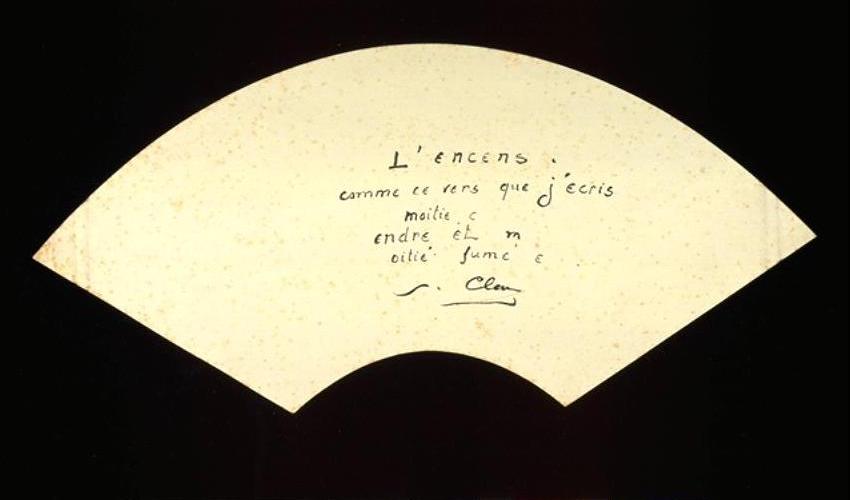 L'encens
comme ce vers que j'écris
moitié c
endre et m
oitié fumé e